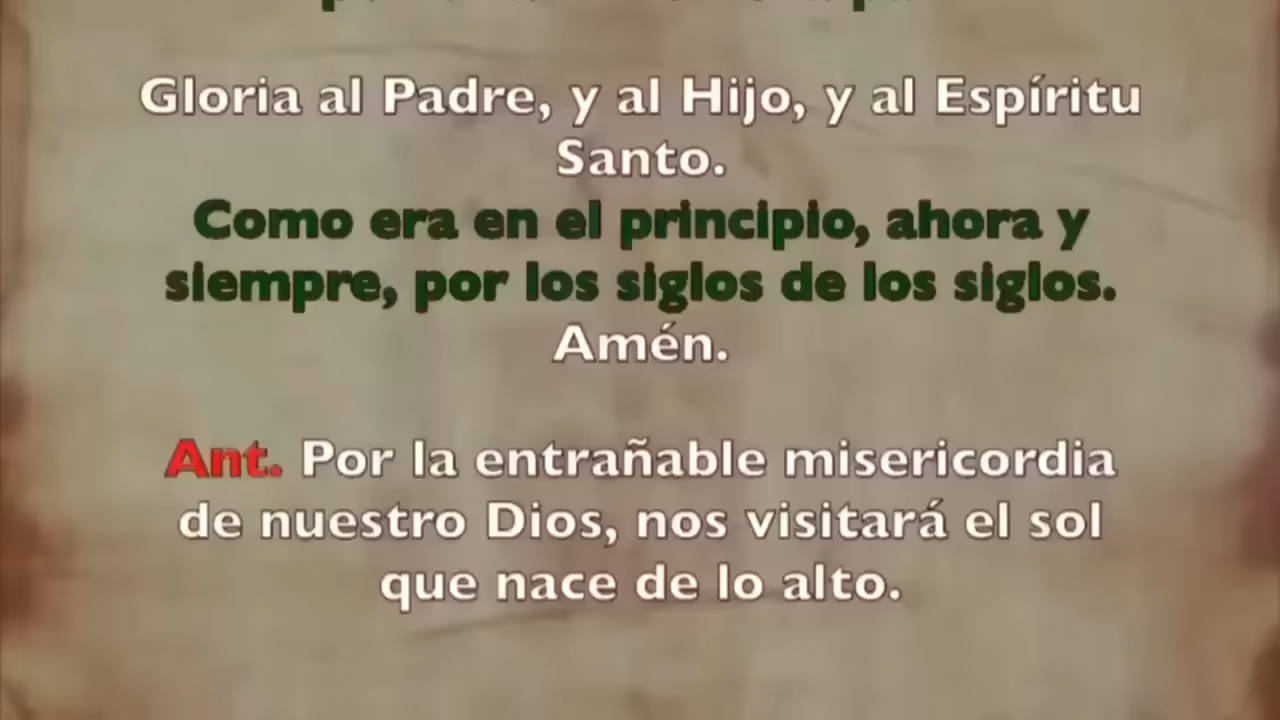 Gloria al Padre, y al Hijo, y al Espíritu
Santo.
Como era en el principio, ahora y
siempre, por los siglos de los siglos.
Amén.
Ant. Por la entrañable misericordia
de nuestro Dios, nos visitará el sol
que nace de lo alto.